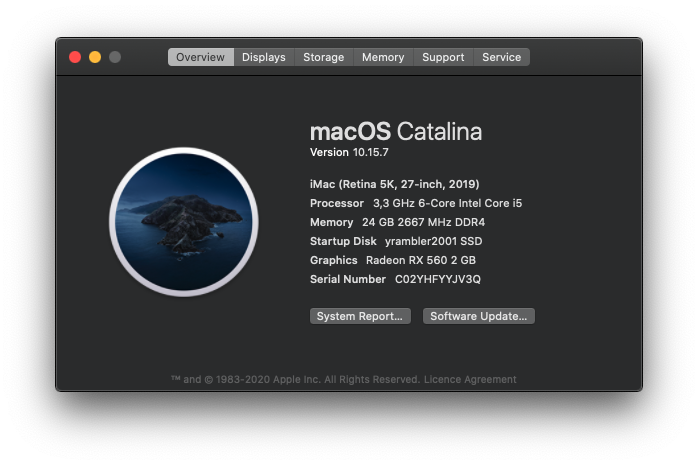 Overview Displays Storage Memory Support Service
macOS Catalina
Version 10.15.7
iMac (Retina 5K, 27-inch, 2019)
Processor 3,3 GHz 6-Core Intel Core i5
Memory 24 GB 2667 MHz DDR4
Startup Disk yrambler2001 SSD
Graphics Radeon RX 560 2 GB
Serial Number C02YHFYYJV3Q
System Report... Software Update...
™ and © 1983-2020 Apple Inc. All Rights Reserved. Licence Agreement